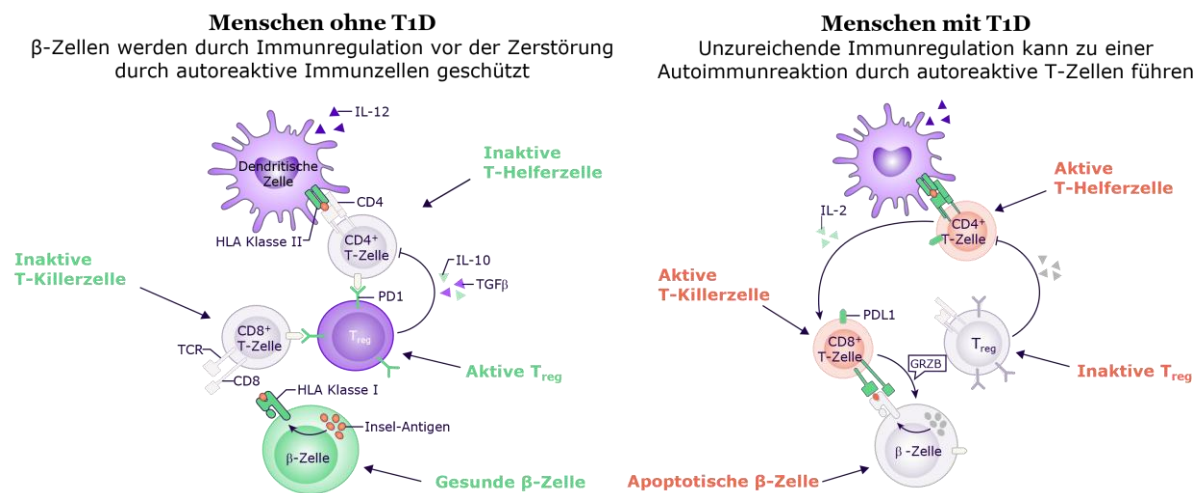 Menschen ohne T1D
β-Zellen werden durch Immunregulation vor der Zerstörung
durch autoreaktive Immunzellen geschützt
IL-12
Dendritische
Zelle
Inaktive
T-Helferzelle
CD4
HLA Klasse II
CD4+
T-Zelle
Inaktive
T-Killerzelle
IL-10
TGFβ
PD1
CD8+
T-Zelle
Treg
TCR
CD8
Aktive Treg
HLA Klasse I
Insel-Antigen
β-Zelle
Gesunde β-Zelle
Menschen mit T1D
Unzureichende Immunregulation kann zu einer
Autoimmunreaktion durch autoreaktive T-Zellen führen
Aktive
T-Helferzelle
IL-2
CD4+
T-Zelle
Aktive
T-Killerzelle
PDL1
CD8+
T-Zelle
GRZB
Treg
Inaktive Treg
β -Zelle
Apoptotische β-Zelle